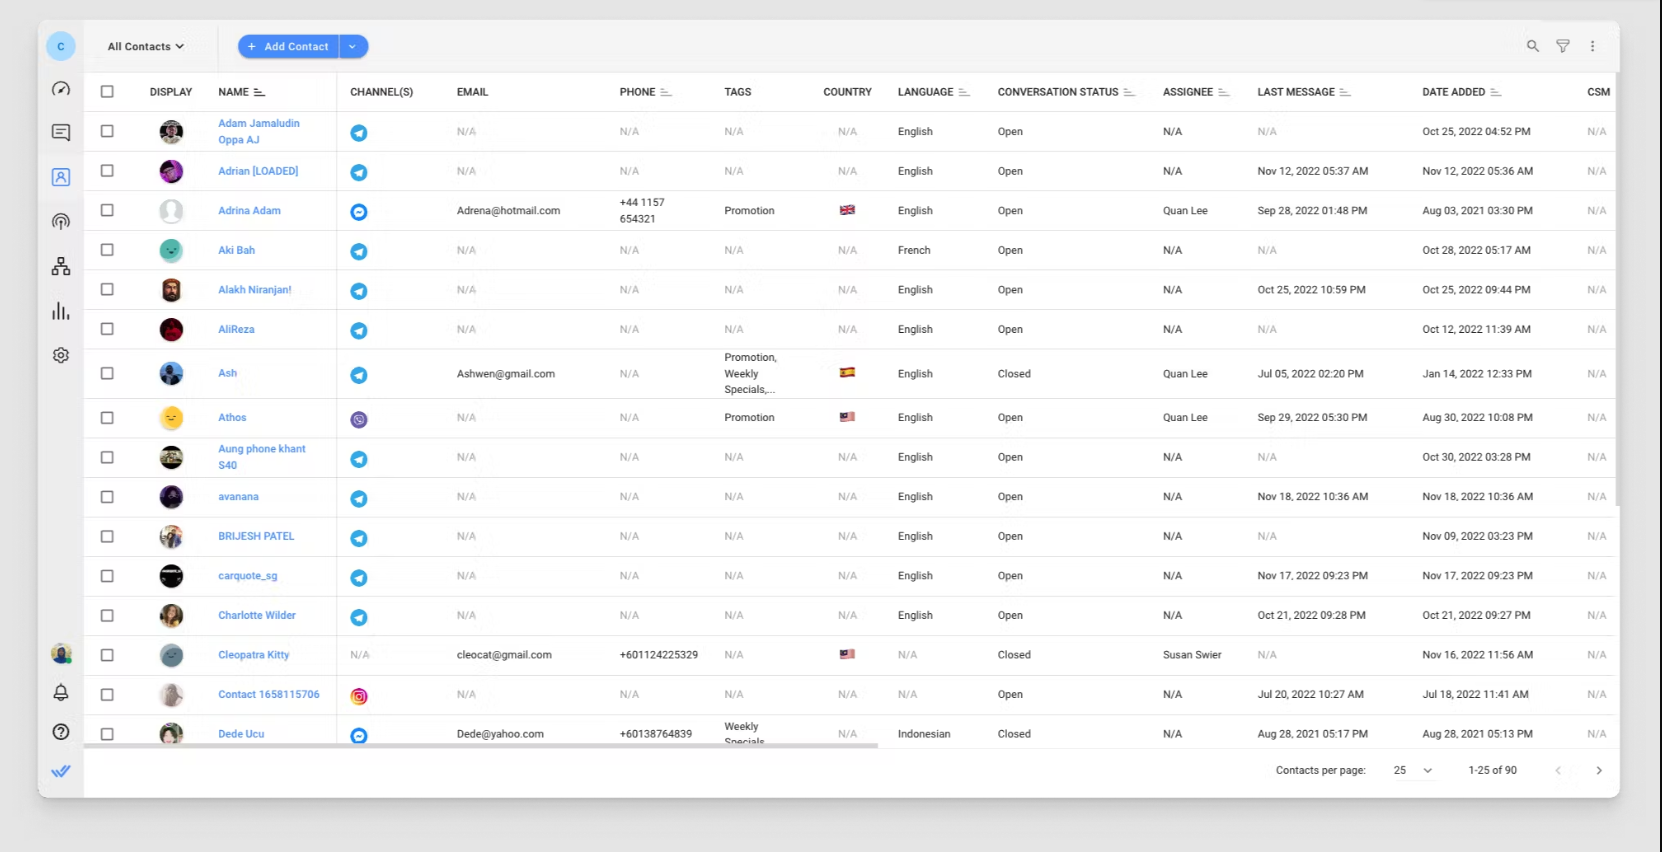 C All Contacts + Add Contact
DISPLAY NAME CHANNEL(S) EMAIL PHONE TAGS COUNTRY LANGUAGE CONVERSATION STATUS ASSIGNEE LAST MESSAGE DATE ADDED CSM
Adam Jamaludin
Oppa AJ
N/A N/A N/A N/A English Open N/A N/A Oct 25, 2022 04:52 PM N/A
Adrian [LOADED] N/A N/A N/A N/A English Open N/A Nov 12, 2022 05:37 AM Nov 12, 2022 05:36 AM N/A
Adrina Adam Adrena@hotmail.com +44 1157
654321
Promotion English Open Quan Lee Sep 28, 2022 01:48 PM Aug 03, 2021 03:30 PM N/A
Aki Bah N/A N/A N/A N/A French Open N/A N/A Oct 28, 2022 05:17 AM N/A
Alakh Niranjan! N/A N/A N/A N/A English Open N/A Oct 25, 2022 10:59 PM Oct 25, 2022 09:44 PM N/A
AliReza N/A N/A N/A N/A English Open N/A N/A Oct 12, 2022 11:39 AM N/A
Ash Ashwen@gmail.com N/A Promotion,
Weekly
Specials,...
English Closed Quan Lee Jul 05, 2022 02:20 PM Jan 14, 2022 12:33 PM N/A
Athos N/A N/A Promotion English Open Quan Lee Sep 29, 2022 05:30 PM Aug 30, 2022 10:08 PM N/A
Aung phone khant
S40
N/A N/A N/A N/A English Open N/A N/A Oct 30, 2022 03:28 PM N/A
avanana N/A N/A N/A N/A English Open N/A Nov 18, 2022 10:36 AM Nov 18, 2022 10:36 AM N/A
BRIJESH PATEL N/A N/A N/A N/A English Open N/A N/A Nov 09, 2022 03:23 PM N/A
carquote_sg N/A N/A N/A N/A English Open N/A Nov 17, 2022 09:23 PM Nov 17, 2022 09:23 PM N/A
Charlotte Wilder N/A N/A N/A N/A English Open N/A Oct 21, 2022 09:28 PM Oct 21, 2022 09:27 PM N/A
Cleopatra Kitty N/A cleocat@gmail.com +601124225329 N/A N/A Closed Susan Swier N/A Nov 16, 2022 11:56 AM N/A
Contact 1658115706 N/A N/A N/A N/A N/A Open N/A Jul 20, 2022 10:27 AM Jul 18, 2022 11:41 AM N/A
Dede Ucu Dede@yahoo.com +60138764839 Weekly
Specials
N/A Indonesian Closed N/A Aug 28, 2021 05:17 PM Aug 28, 2021 05:13 PM N/A
Contacts per page: 25 1-25 of 90